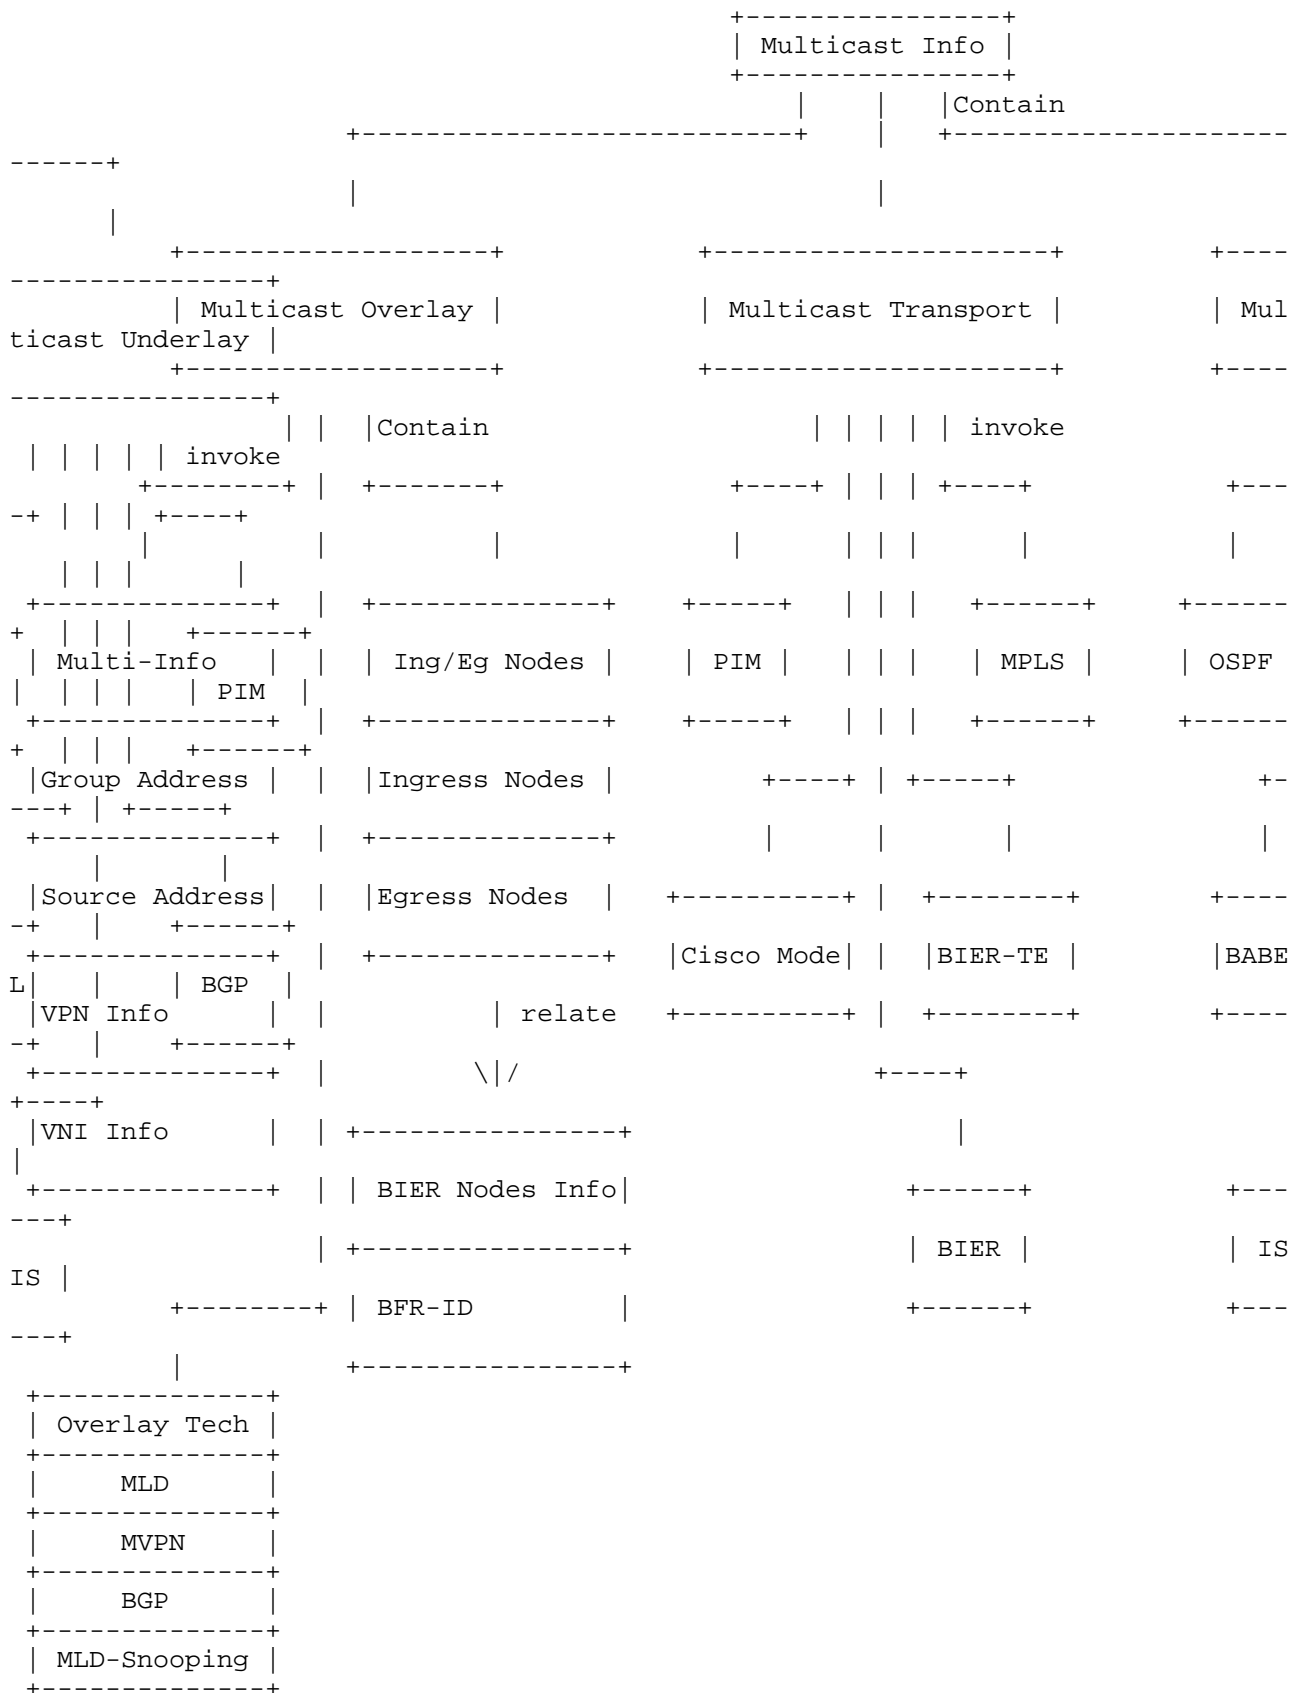 +----------------+
                                              | Multicast Info |
                                              +----------------+
                                                  |    |   |Contain
                      +---------------------------+    |   +---------------------
------+
                      |                                |
      |
           +-------------------+            +---------------------+         +----
----------------+
           | Multicast Overlay |            | Multicast Transport |         | Mul
ticast Underlay |
           +-------------------+            +---------------------+         +----
----------------+
                  | |  |Contain                    | | | | | invoke
 | | | | | invoke
         +--------+ |  +-------+              +----+ | | | +----+            +---
-+ | | | +----+
         |          |          |              |      | | |      |            |
   | | |      |
  +--------------+  |  +--------------+    +-----+   | | |   +------+     +------
+  | | |   +------+
  | Multi-Info   |  |  | Ing/Eg Nodes |    | PIM |   | | |   | MPLS |     | OSPF
|  | | |   | PIM  |
  +--------------+  |  +--------------+    +-----+   | | |   +------+     +------
+  | | |   +------+
  |Group Address |  |  |Ingress Nodes |         +----+ | +-----+               +-
---+ | +-----+
  +--------------+  |  +--------------+         |      |       |               |
     |       |
  |Source Address|  |  |Egress Nodes  |   +----------+ |  +--------+        +----
-+   |    +------+
  +--------------+  |  +--------------+   |Cisco Mode| |  |BIER-TE |        |BABE
L|   |    | BGP  |
  |VPN Info      |  |          | relate   +----------+ |  +--------+        +----
-+   |    +------+
  +--------------+  |         \|/                      +----+
+----+
  |VNI Info      |  | +----------------+                    |
|
  +--------------+  | | BIER Nodes Info|                 +------+            +---
---+
                    | +----------------+                 | BIER |            | IS
IS |
           +--------+ | BFR-ID         |                 +------+            +---
---+
           |          +----------------+
  +--------------+
  | Overlay Tech |
  +--------------+
  |     MLD      |
  +--------------+
  |     MVPN     |
  +--------------+
  |     BGP      |
  +--------------+
  | MLD-Snooping |
  +--------------+